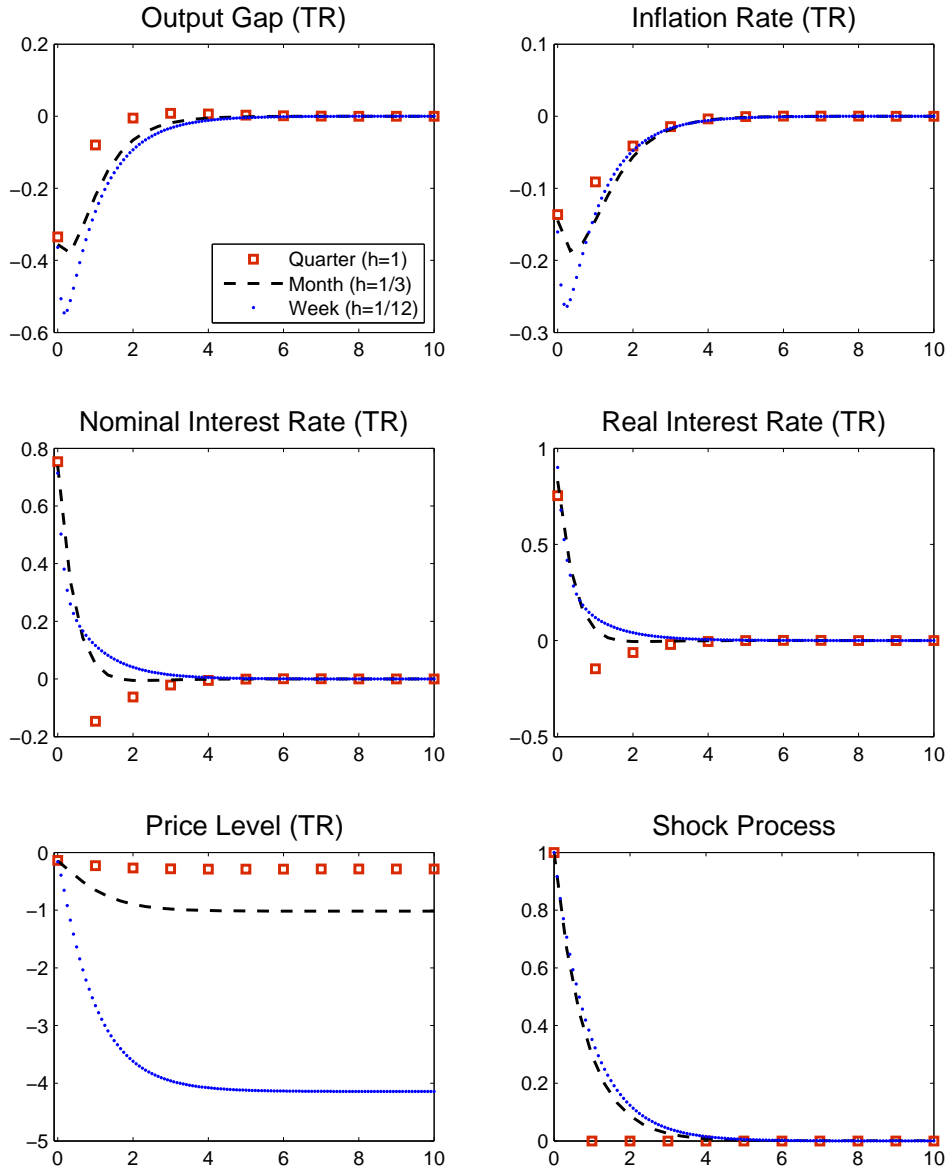 Output Gap (TR)
0.2
0
−0.2
−0.4
−0.6
0 2 4 6 8 10
Quarter (h=1)
Month (h=1/3)
Week (h=1/12)
Inflation Rate (TR)
0.1
0
−0.1
−0.2
−0.3
0 2 4 6 8 10
Nominal Interest Rate (TR)
0.8
0.6
0.4
0.2
0
−0.2
0 2 4 6 8 10
Real Interest Rate (TR)
1
0.5
0
−0.5
0 2 4 6 8 10
Price Level (TR)
0
−1
−2
−3
−4
−5
0 2 4 6 8 10
Shock Process
1
0.8
0.6
0.4
0.2
0
0 2 4 6 8 10